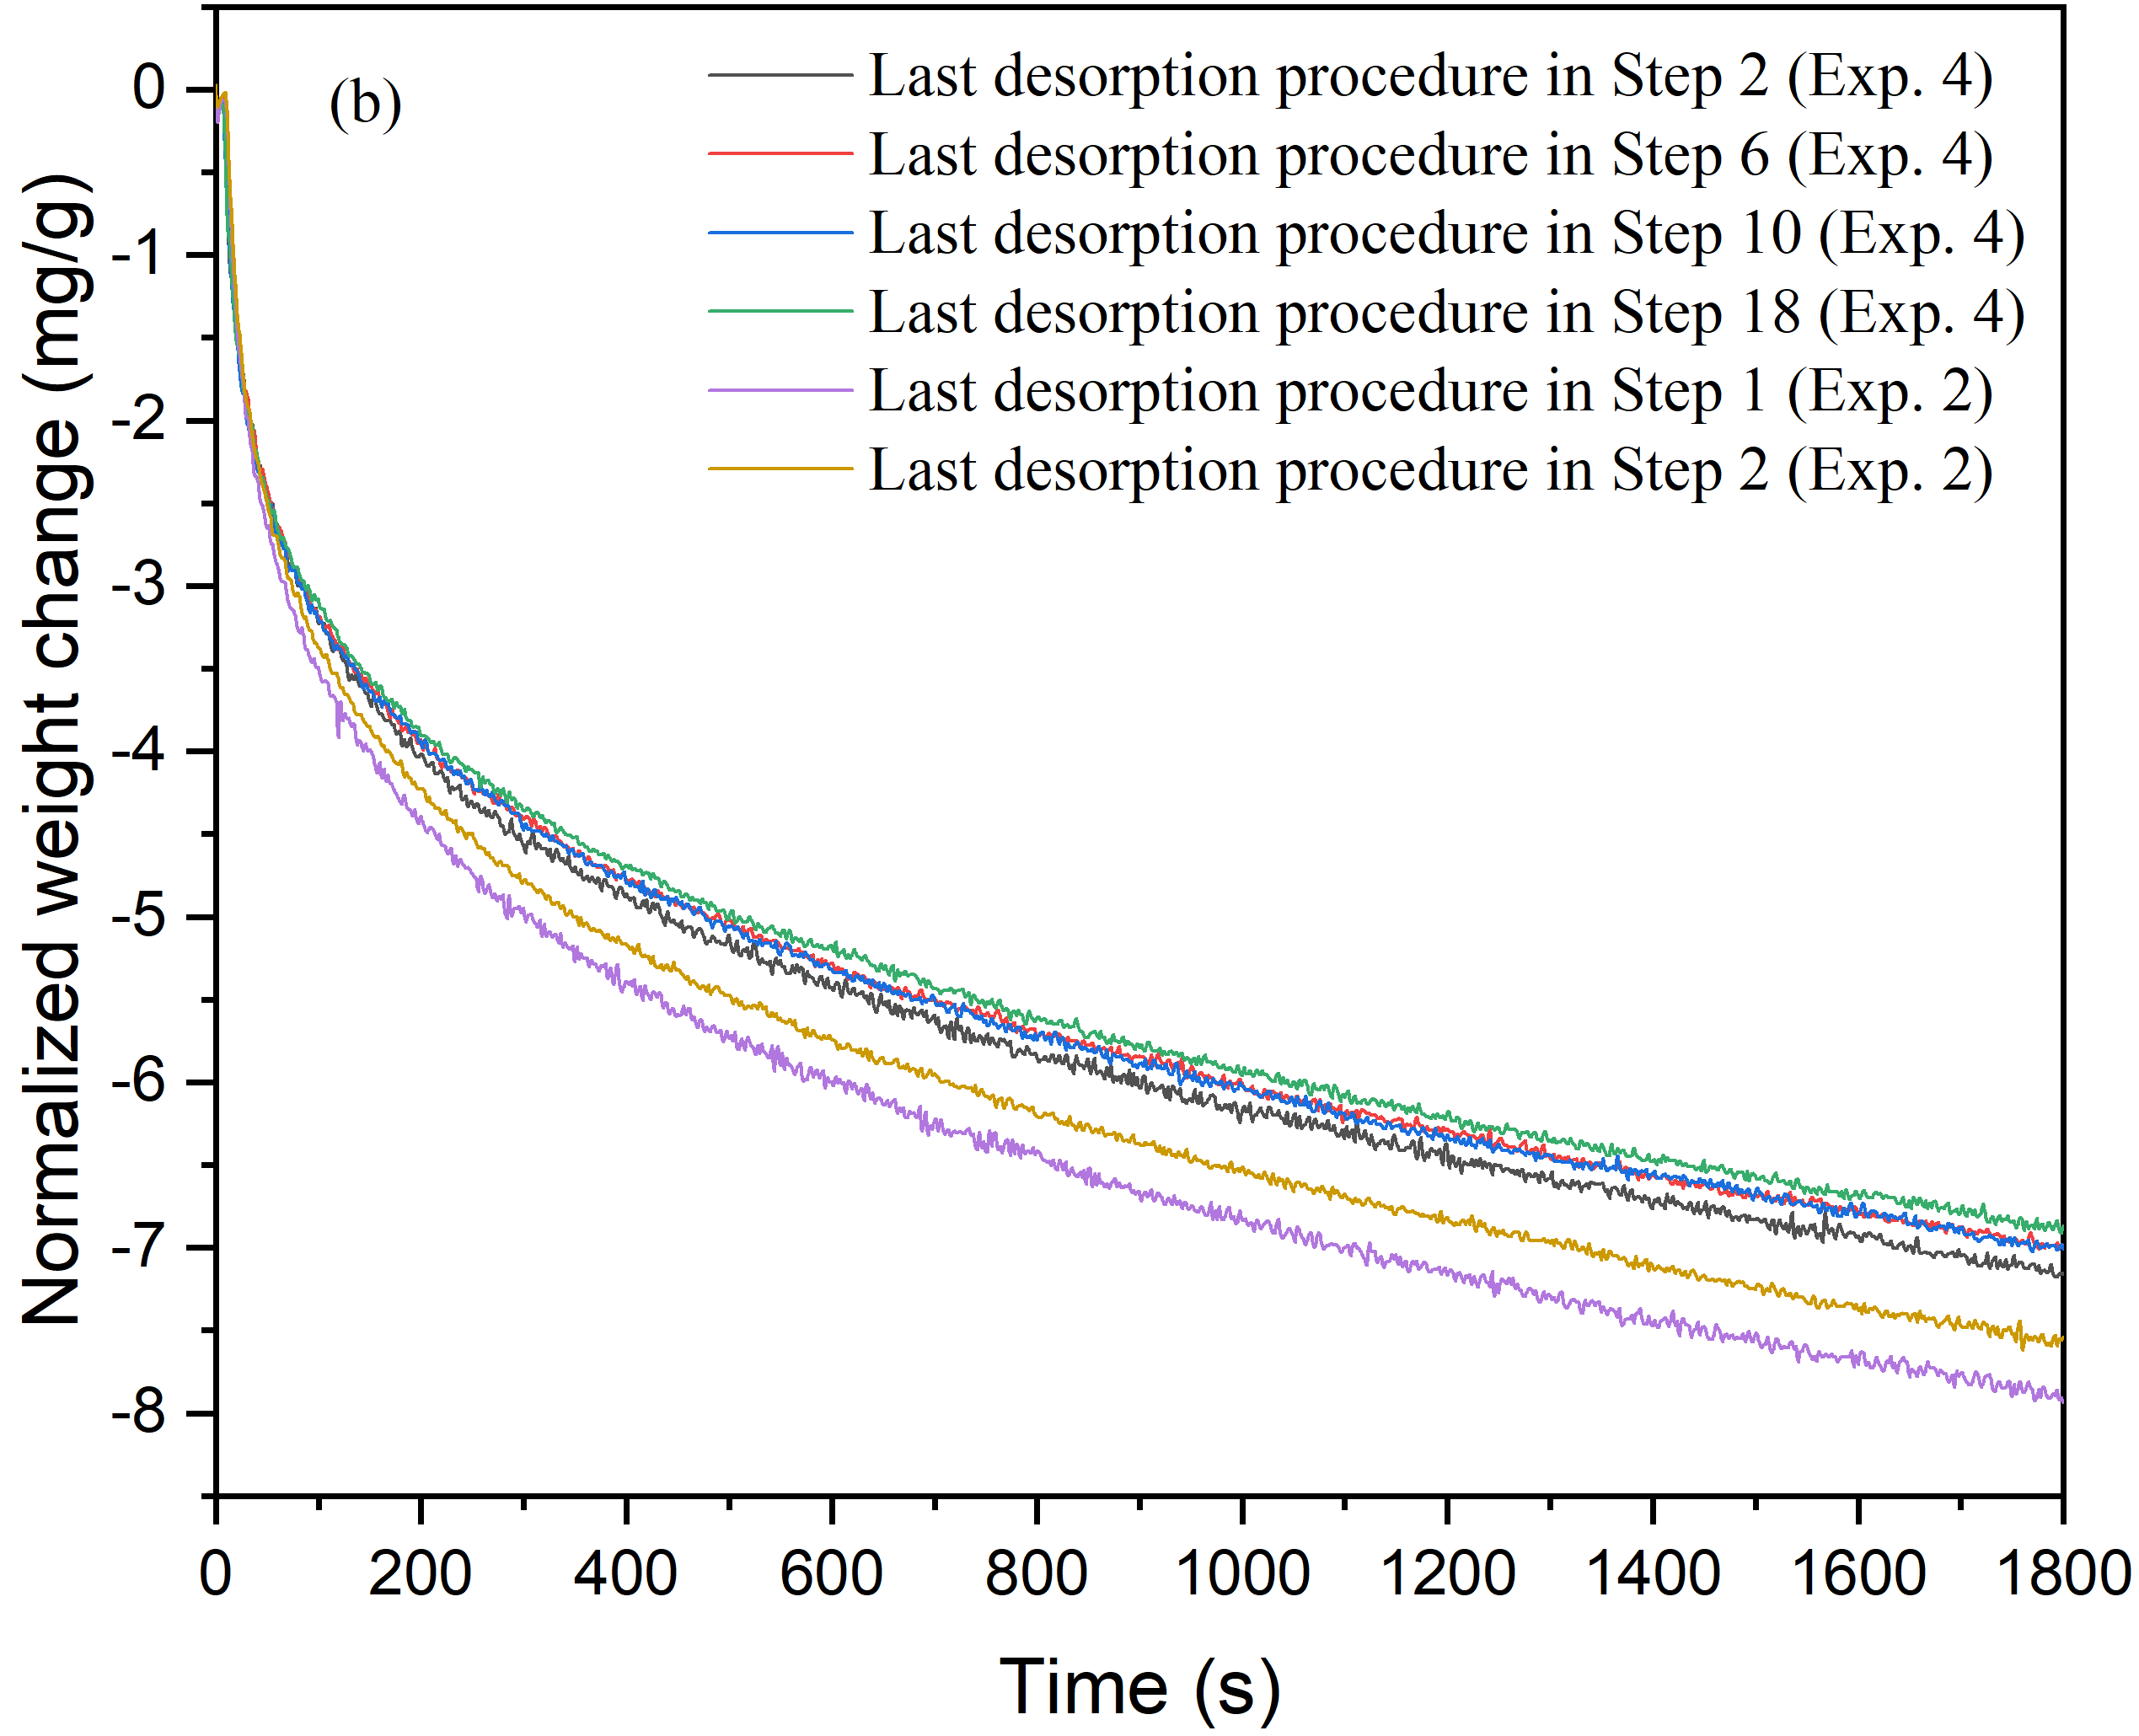 (b)
Last desorption procedure in Step 2 (Exp. 4)
Last desorption procedure in Step 6 (Exp. 4)
Last desorption procedure in Step 10 (Exp. 4)
Last desorption procedure in Step 18 (Exp. 4)
Last desorption procedure in Step 1 (Exp. 2)
Last desorption procedure in Step 2 (Exp. 2)
Normalized weight change (mg/g)
0
-1
-2
-3
-4
-5
-6
-7
-8
0 200 400 600 800 1000 1200 1400 1600 1800
Time (s)